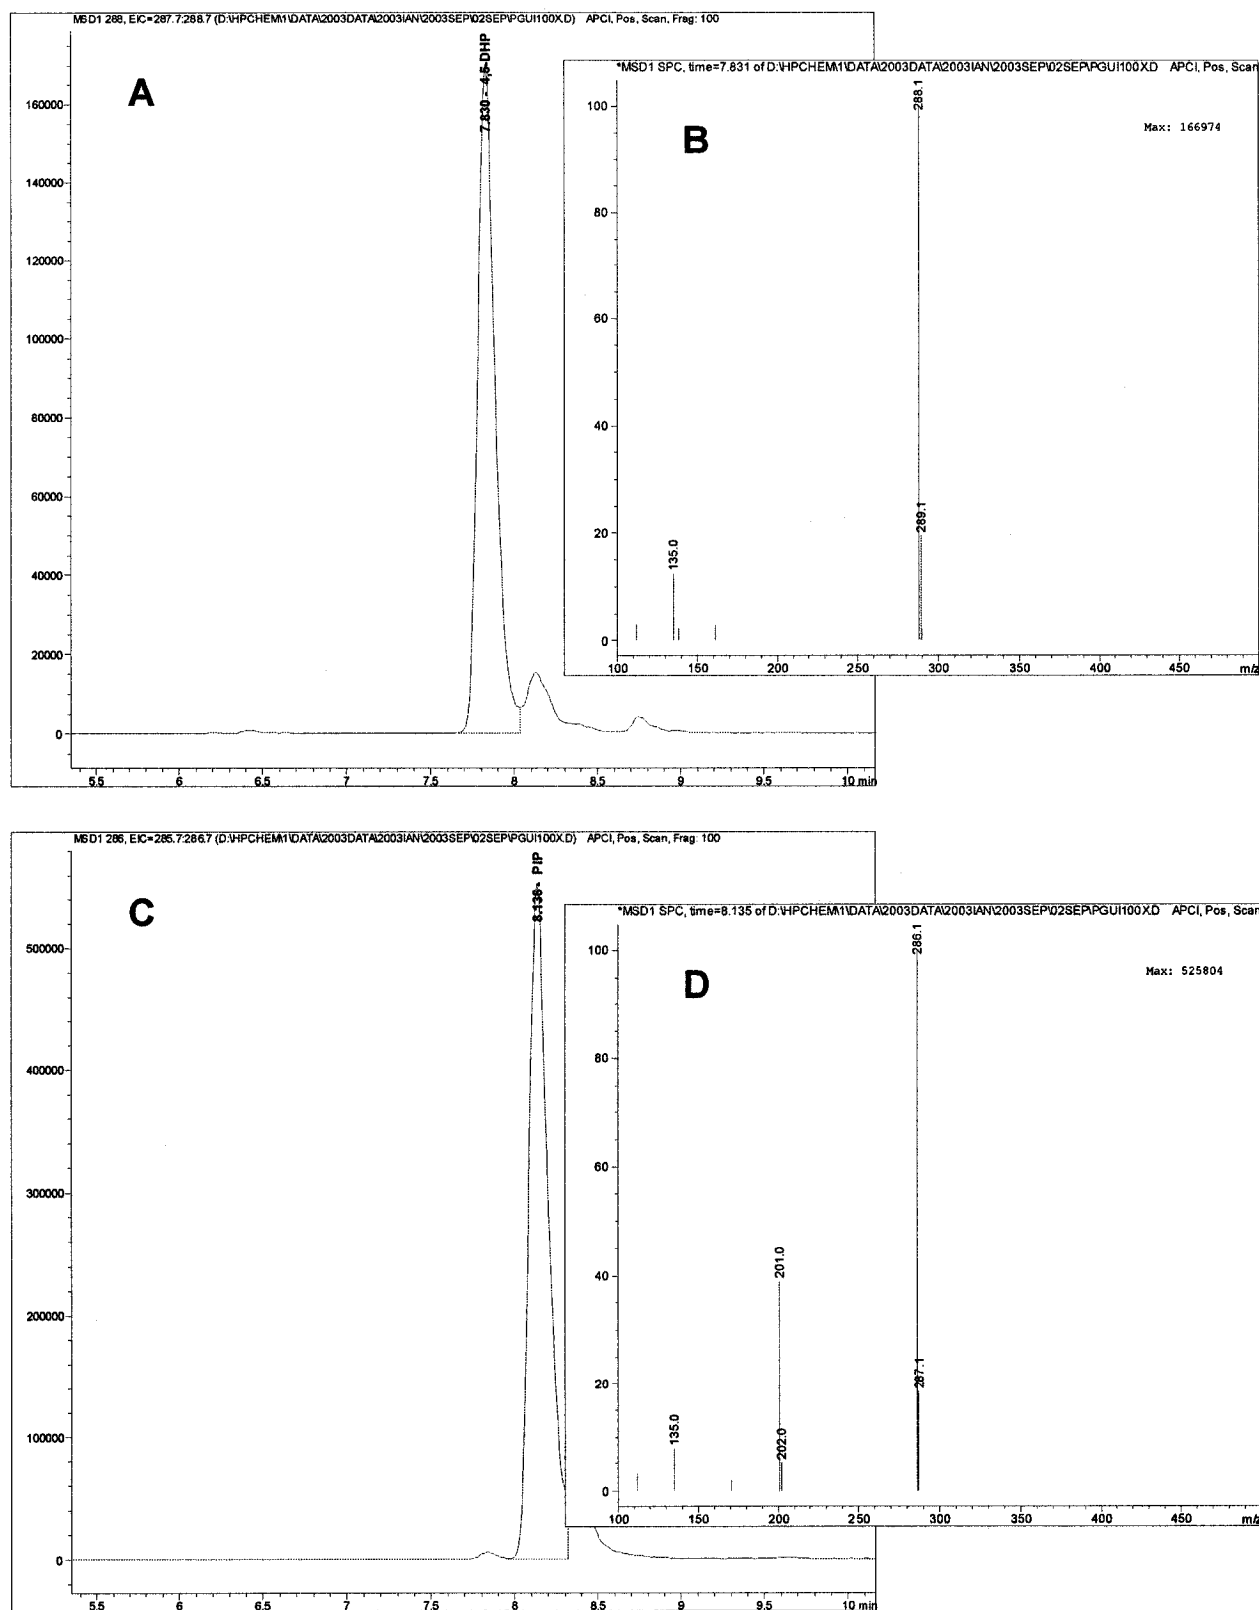 MSD1 288, EIC=287.7:288.7 (D:\HPCHEM\1\DATA\2003DATA\2003IAN\2003SEP\02SEP\PGUI100X.D) APCI, Pos, Scan, Frag: 100
A
7.830 - 4,5-DHP
160000
140000
120000
100000
80000
60000
40000
20000
0
5.5 6 6.5 7 7.5 8 8.5 9 9.5 10 min
*MSD1 SPC, time=7.831 of D:\HPCHEM\1\DATA\2003DATA\2003IAN\2003SEP\02SEP\PGUI100X.D APCI, Pos, Scan
B
288.1
Max: 166974
289.1
135.0
100
80
60
40
20
0
100 150 200 250 300 350 400 450 m/z
MSD1 286, EIC=285.7:286.7 (D:\HPCHEM\1\DATA\2003DATA\2003IAN\2003SEP\02SEP\PGUI100X.D) APCI, Pos, Scan, Frag: 100
C
8.136 - PIP
500000
400000
300000
200000
100000
0
5.5 6 6.5 7 7.5 8 8.5 9 9.5 10 min
*MSD1 SPC, time=8.135 of D:\HPCHEM\1\DATA\2003DATA\2003IAN\2003SEP\02SEP\PGUI100X.D APCI, Pos, Scan
D
286.1
Max: 525804
201.0
287.1
135.0
202.0
100
80
60
40
20
0
100 150 200 250 300 350 400 450 m/z